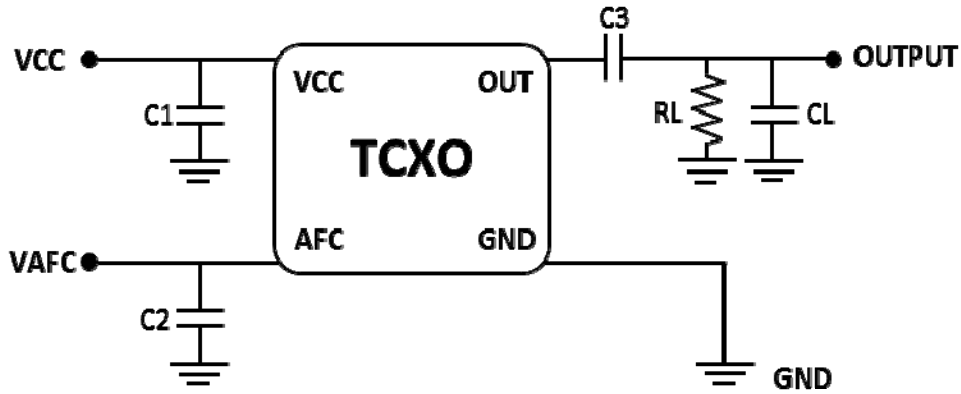 C3
VCC
VCC
OUT
OUTPUT
C1
RL
CL
TCXO
AFC
GND
VAFC
C2
GND